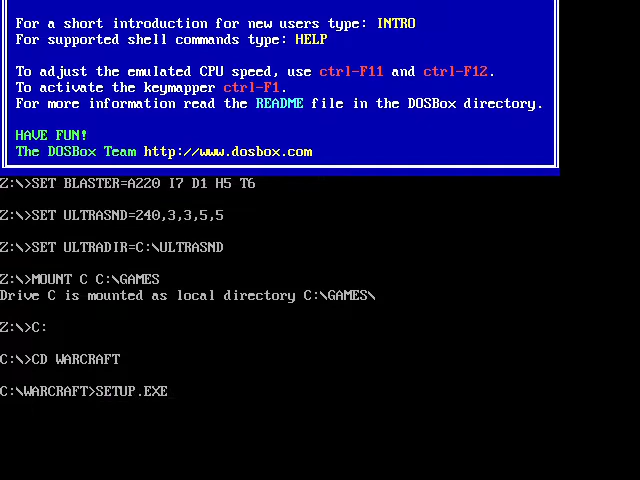 For a short introduction for new users type: INTRO
For supported shell commands type: HELP
To adjust the emulated CPU speed, use ctrl-F11 and ctrl-F12.
To activate the keymapper ctrl-F1.
For more information read the README file in the DOSBox directory.
HAVE FUN!
The DOSBox Team http://www.dosbox.com
Z:\>SET BLASTER=A220 I7 D1 H5 T6
Z:\>SET ULTRASND=240,3,3,5,5
Z:\>SET ULTRADIR=C:\ULTRASND
Z:\>MOUNT C C:\GAMES
Drive C is mounted as local directory C:\GAMES\
Z:\>C:
C:\>CD WARCRAFT
C:\WARCRAFT>SETUP.EXE